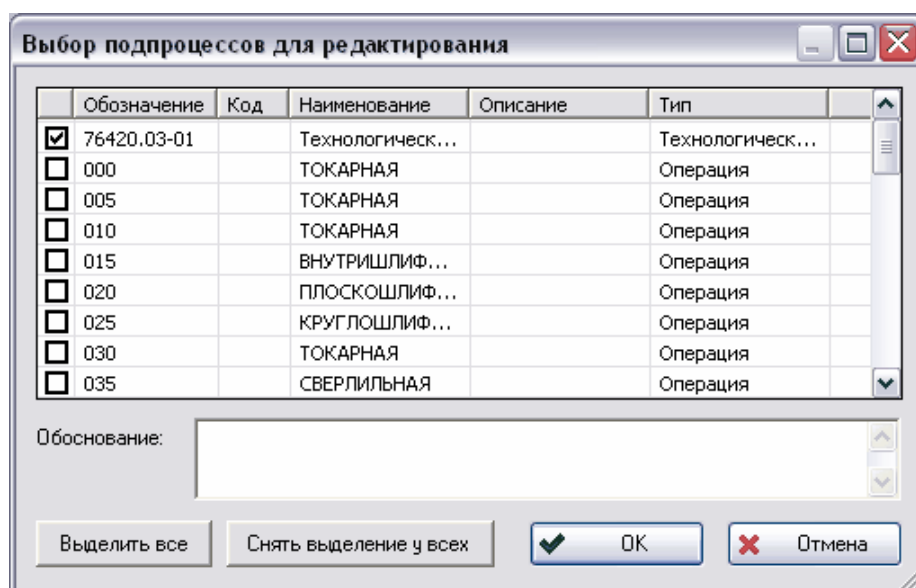 Выбор подпроцессов для редактирования
Обозначение Код Наименование Описание Тип
76420.03-01 Технологическ... Технологическ...
000 ТОКАРНАЯ Операция
005 ТОКАРНАЯ Операция
010 ТОКАРНАЯ Операция
015 ВНУТРИШЛИФ... Операция
020 ПЛОСКОШЛИФ... Операция
025 КРУГЛОШЛИФ... Операция
030 ТОКАРНАЯ Операция
035 СВЕРЛИЛЬНАЯ Операция
Обоснование:
Выделить все Снять выделение у всех OK Отмена